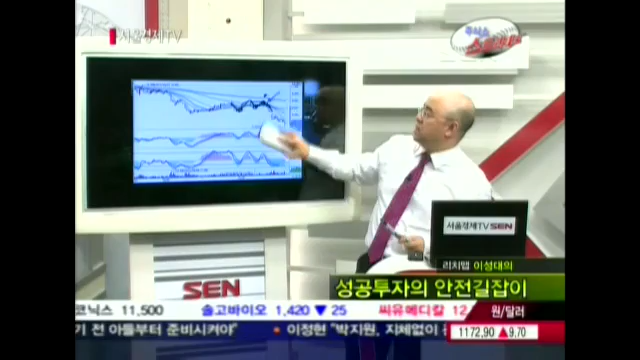 서울경제TV
주식쇼
SEN
서울경제TV SEN
리치맵 이성대의
성공투자의 안전길잡이
코닉스 11,500 솔고바이오 1,420 ▼ 25 씨유메디칼 12 원/달러
기 전 아들부터 준비시켜야" • 이정현 "박지원, 지체없이 1172.90 ▲ 9.70